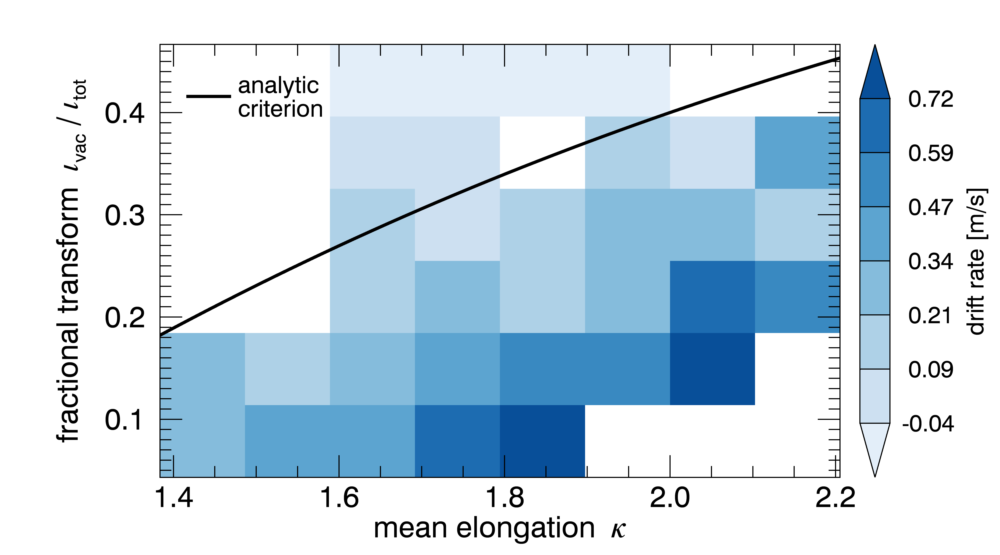 analytic
criterion
fractional transform ιvac / ιtot
0.4
0.3
0.2
0.1
1.4 1.6 1.8 2.0 2.2
mean elongation κ
0.72
0.59
0.47
0.34
0.21
0.09
-0.04
drift rate [m/s]